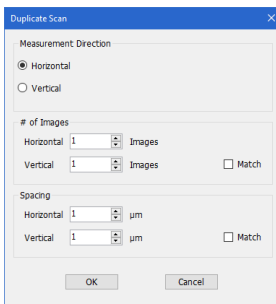 Duplicate Scan
Measurement Direction
Horizontal
Vertical
# of Images
Horizontal 1 Images
Vertical 1 Images Match
Spacing
Horizontal 1 µm
Vertical 1 µm Match
OK Cancel